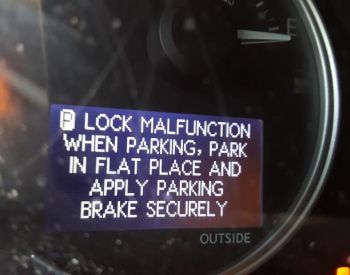 E
P LOCK MALFUNCTION
WHEN PARKING, PARK
IN FLAT PLACE AND
APPLY PARKING
BRAKE SECURELY
OUTSIDE